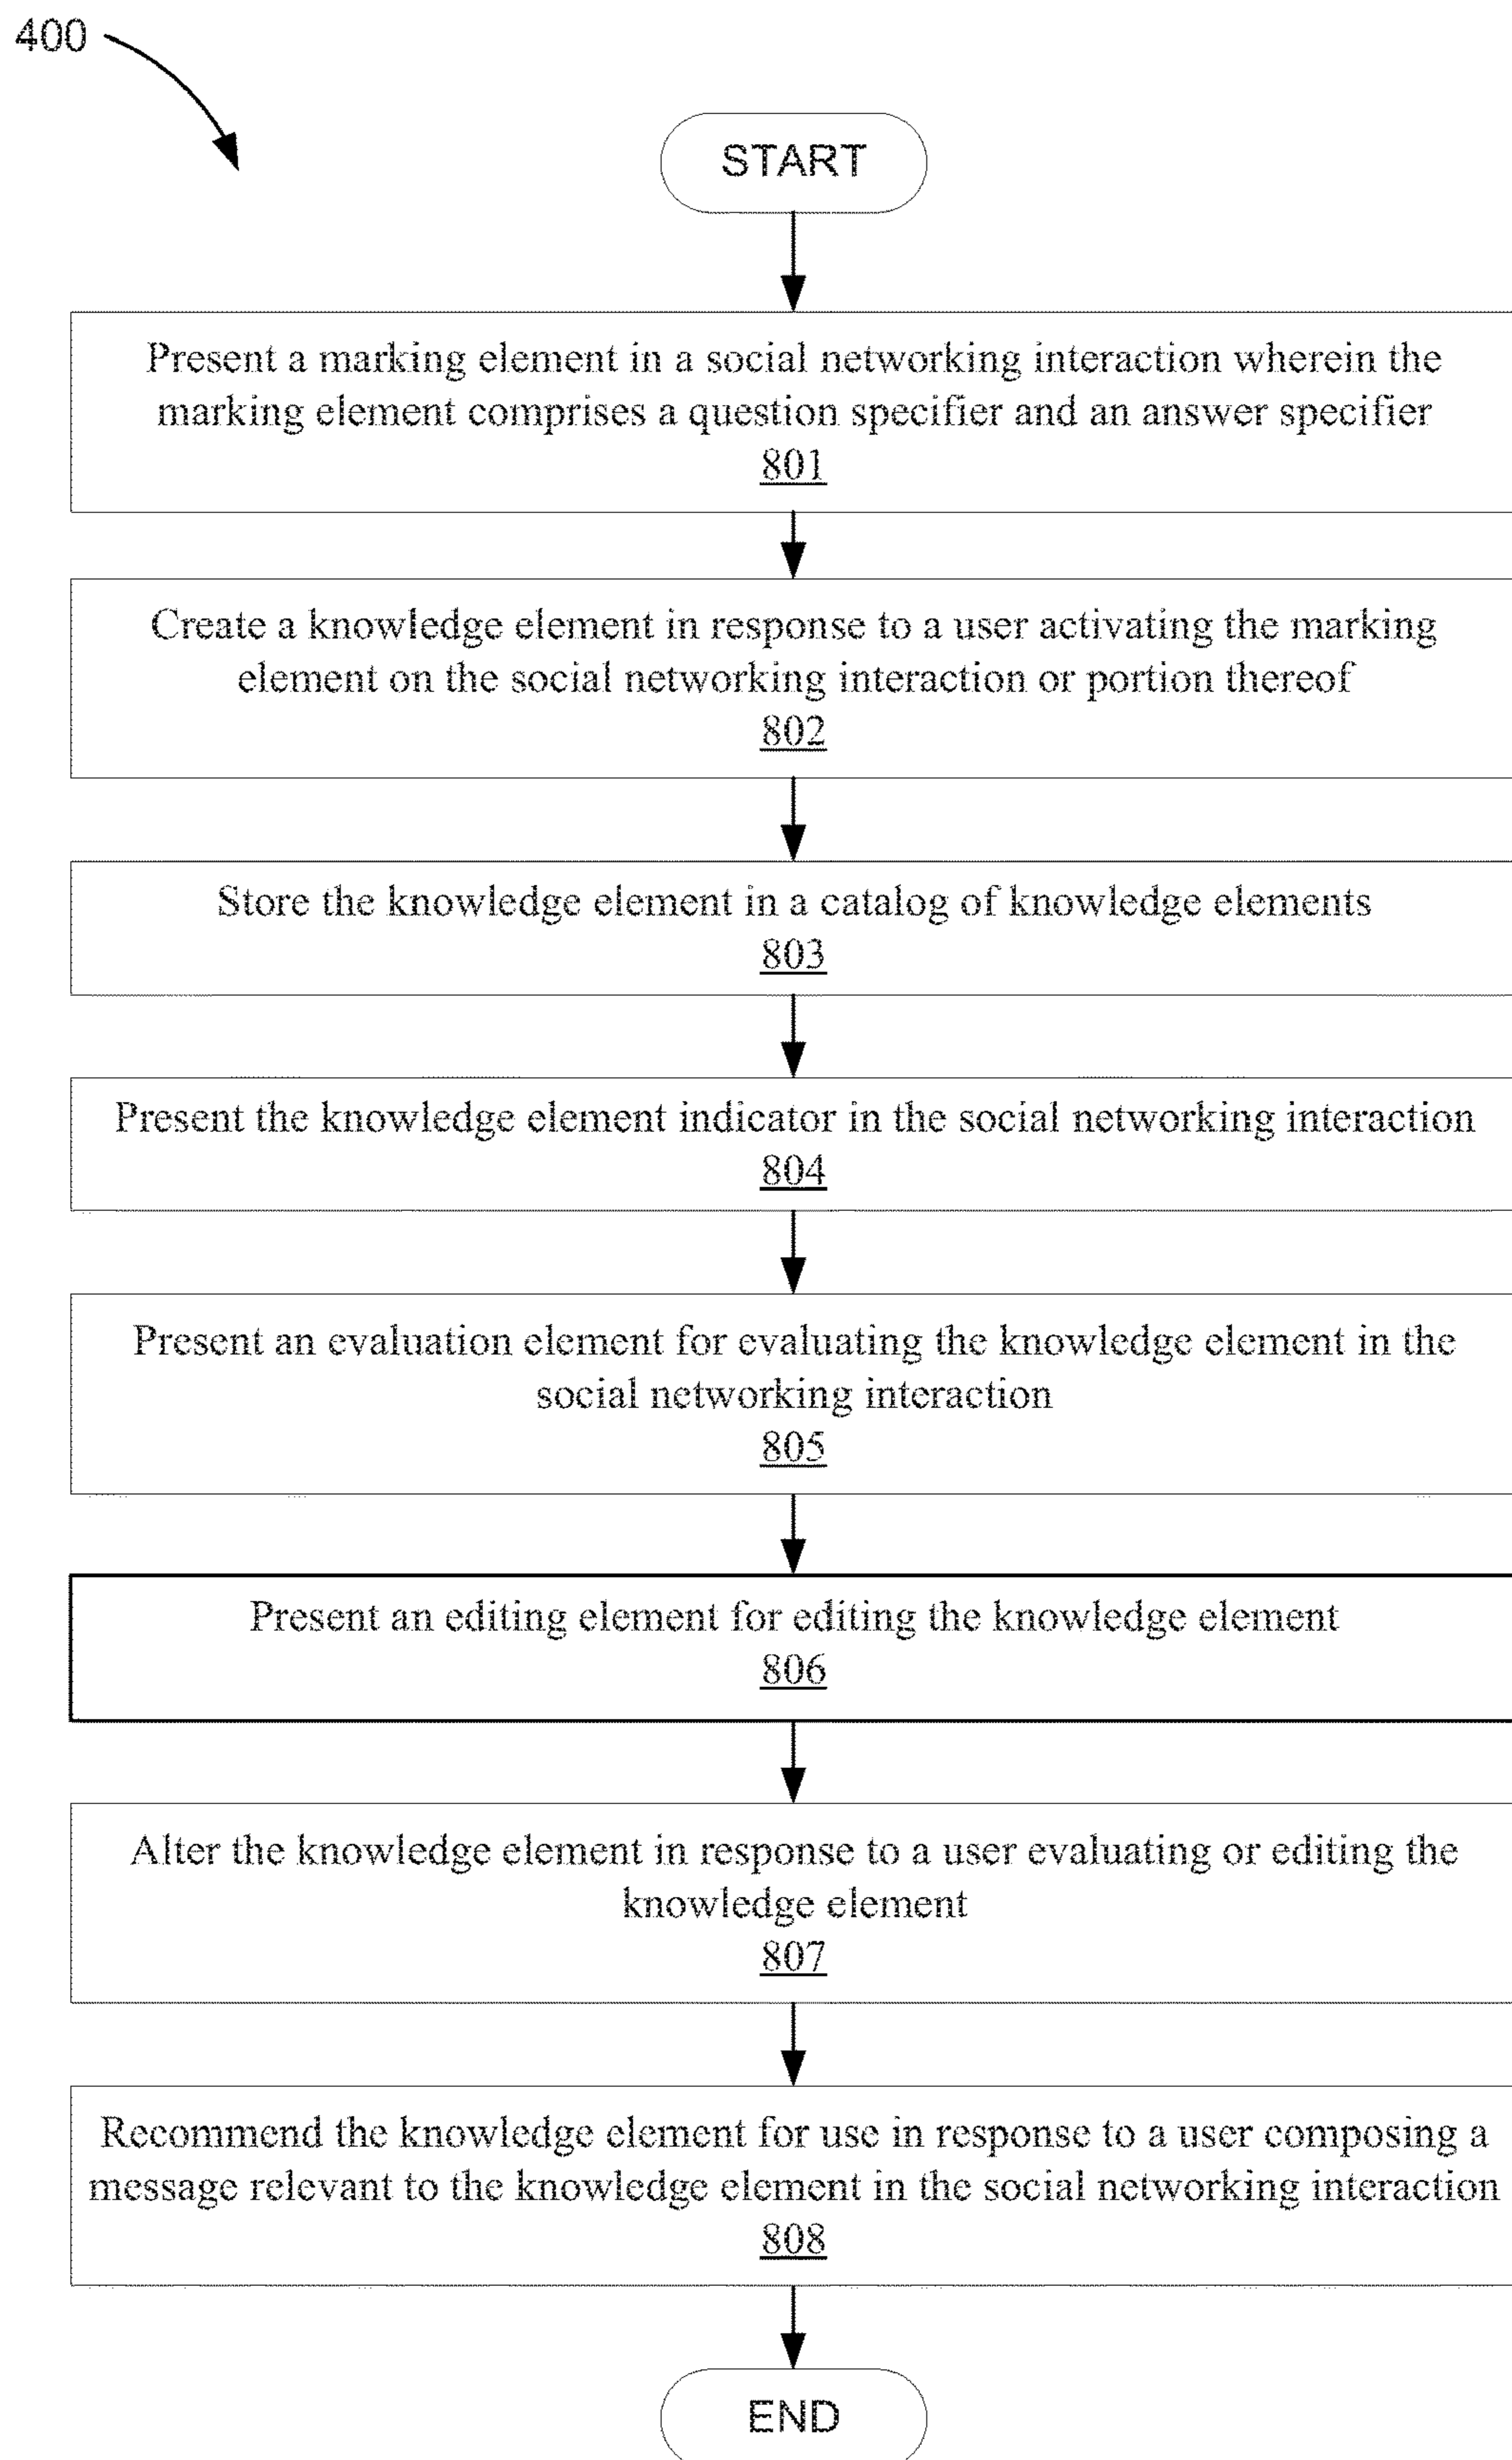 400
START
Present a marking element in a social networking interaction wherein the
marking element comprises a question specifier and an answer specifier
801
Create a knowledge element in response to a user activating the marking
element on the social networking interaction or portion thereof
802
Store the knowledge element in a catalog of knowledge elements
803
Present the knowledge element indicator in the social networking interaction
804
Present an evaluation element for evaluating the knowledge element in the
social networking interaction
805
Present an editing element for editing the knowledge element
806
Alter the knowledge element in response to a user evaluating or editing the
knowledge element
807
Recommend the knowledge element for use in response to a user composing a
message relevant to the knowledge element in the social networking interaction
808
END